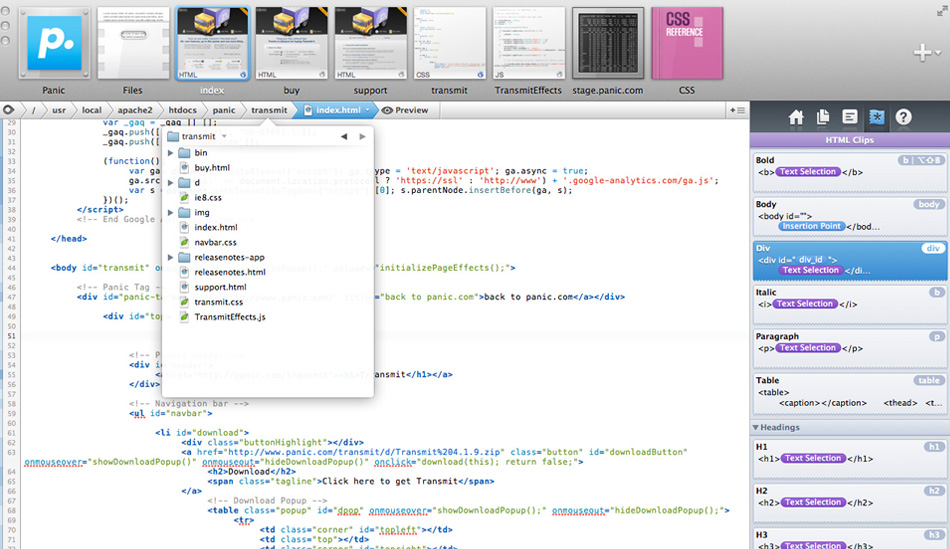 p.
HTML
HTML
HTML
CSS
JS
CSS
REFERENCE
Panic
Files
index
buy
support
transmit
TransmitEffects
stage.panic.com
CSS
/
usr
local
apache2
htdocs
panic
transmit
index.html
Preview
transmit
bin
buy.html
d
ie8.css
img
index.html
navbar.css
releasenotes-app
releasenotes.html
support.html
transmit.css
TransmitEffects.js
29 var _gaq = _gaq || [];
30 _gaq.push([
31 _gaq.push([
32
33 (function()
34 var ga = 'text/javascript'; ga.async = true;
35 ga.src ? 'https://ssl' : 'http://www') + '.google-analytics.com/ga.js';
36 var s [0]; s.parentNode.insertBefore(ga, s);
37 })();
38 </script>
39 <!-- End Google
40
41 </head>
42
43
44 <body id="transmit" "initializePageEffects();">
45
46 <!-- Panic Tag
47 <div id="panic-ta "back to panic.com">back to panic.com</a></div>
48
49 <div id="top-
50
51
52
53 <!--
54 <div
55 Transmit</h1></a>
56 </div>
57
58 <!-- Navigation bar -->
59 <ul id="navbar">
60
61 <li id="download">
62 <div class="buttonHighlight"></div>
63 <a href="http://www.panic.com/transmit/d/Transmit%204.1.9.zip" class="button" id="downloadButton"
onmouseover="showDownloadPopup()" onmouseout="hideDownloadPopup()" onclick="download(this); return false;">
64 <h2>Download</h2>
65 <span class="tagline">Click here to get Transmit</span>
66 </a>
67 <!-- Download Popup -->
68 <table class="popup" id="dpop" onmouseover="showDownloadPopup();" onmouseout="hideDownloadPopup();">
69 <tr>
70 <td class="corner" id="topleft"></td>
71 <td class="top"></td>
72 <td class="corner" id="topright"></td>
HTML Clips
Bold b | ⌥⇧B
<b> Text Selection </b>
Body body
<body id="">
Insertion Point </bod...
Div div
<div id=" div_id ">
Text Selection </di...
Italic i
<i> Text Selection </i>
Paragraph p
<p> Text Selection </p>
Table table
<table>
<caption></caption> <thead> <t...
Headings
H1 h1
<h1> Text Selection </h1>
H2 h2
<h2> Text Selection </h2>
H3 h3
<h3> Text Selection </h3>